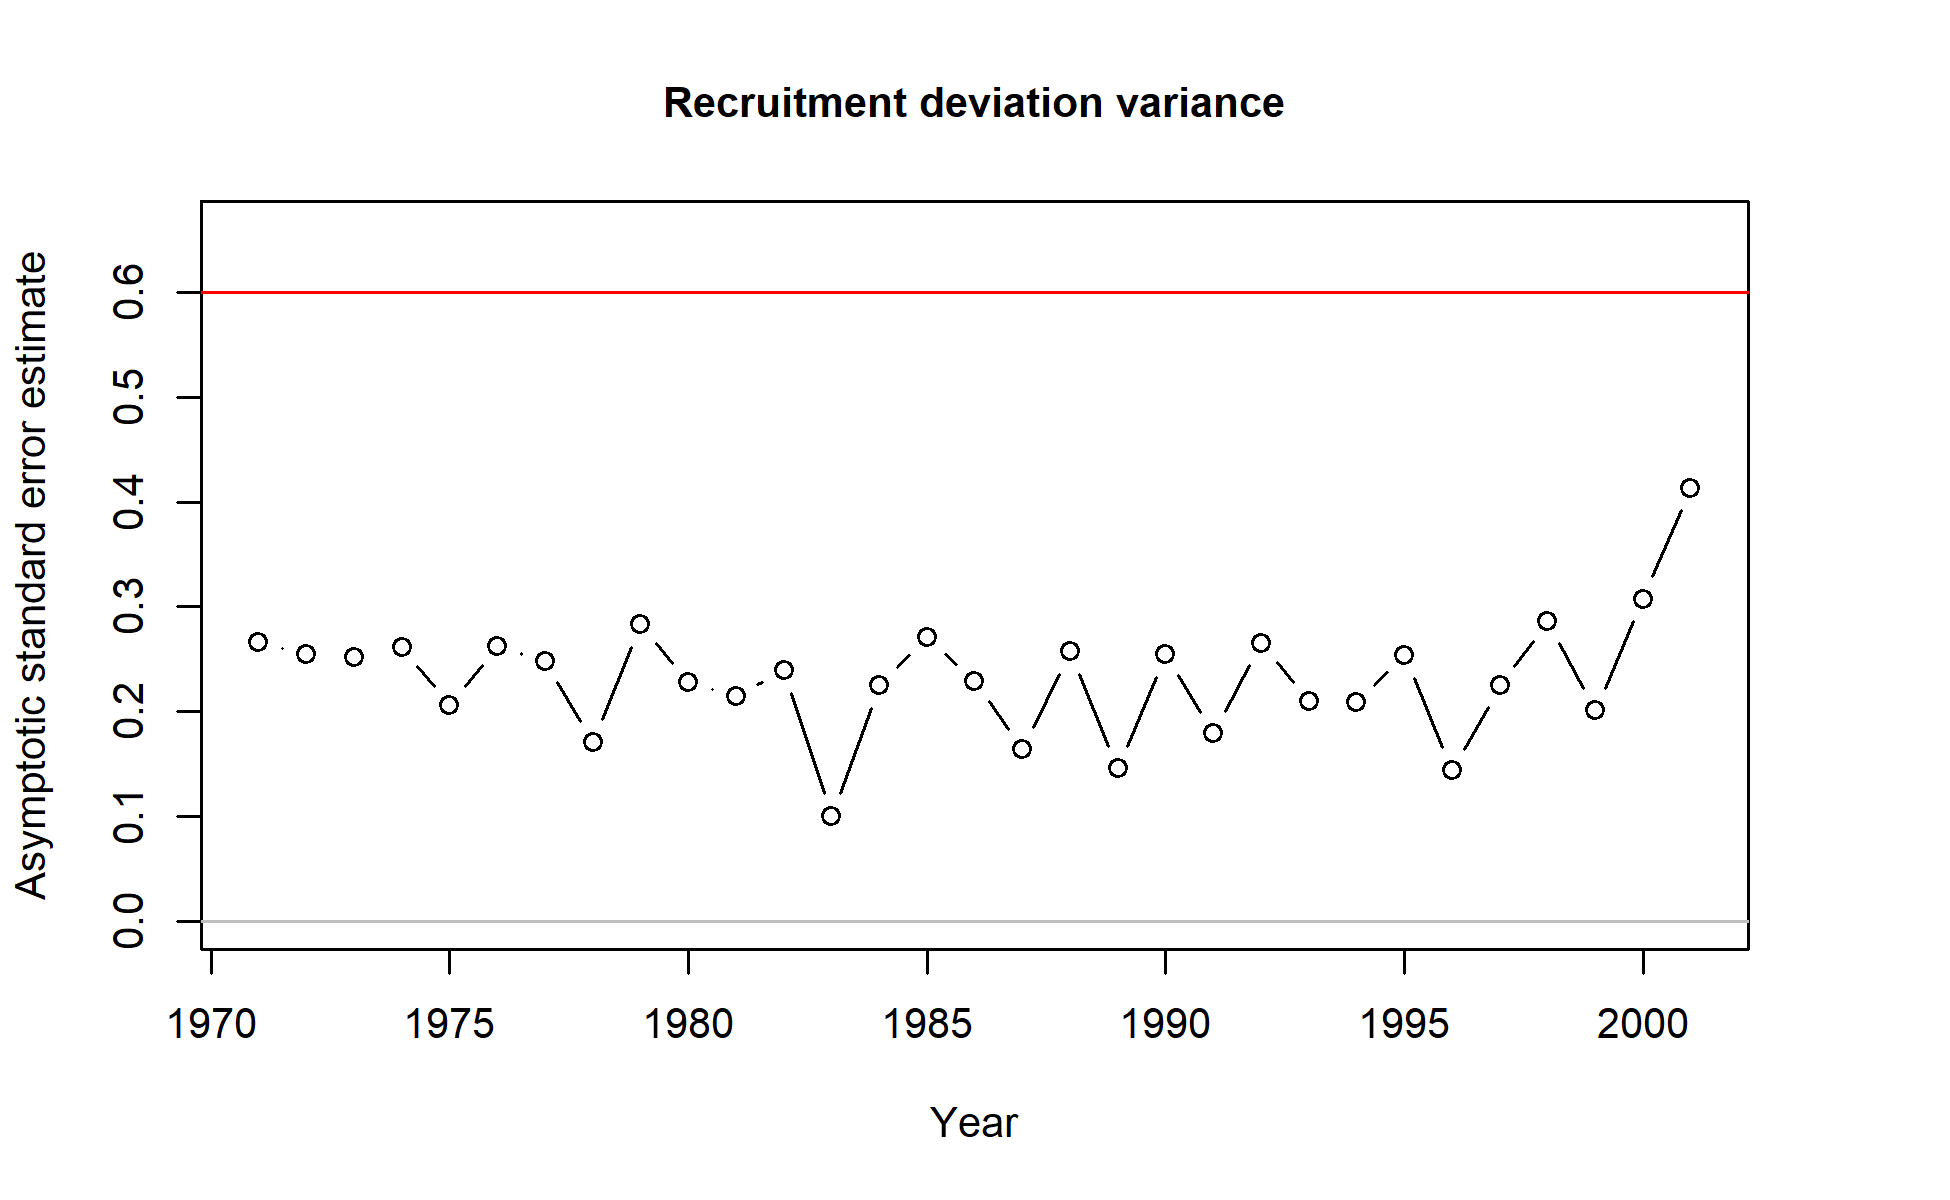 Recruitment deviation variance
Asymptotic standard error estimate
0.6
0.5
0.4
0.3
0.2
0.1
0.0
1970 1975 1980 1985 1990 1995 2000
Year